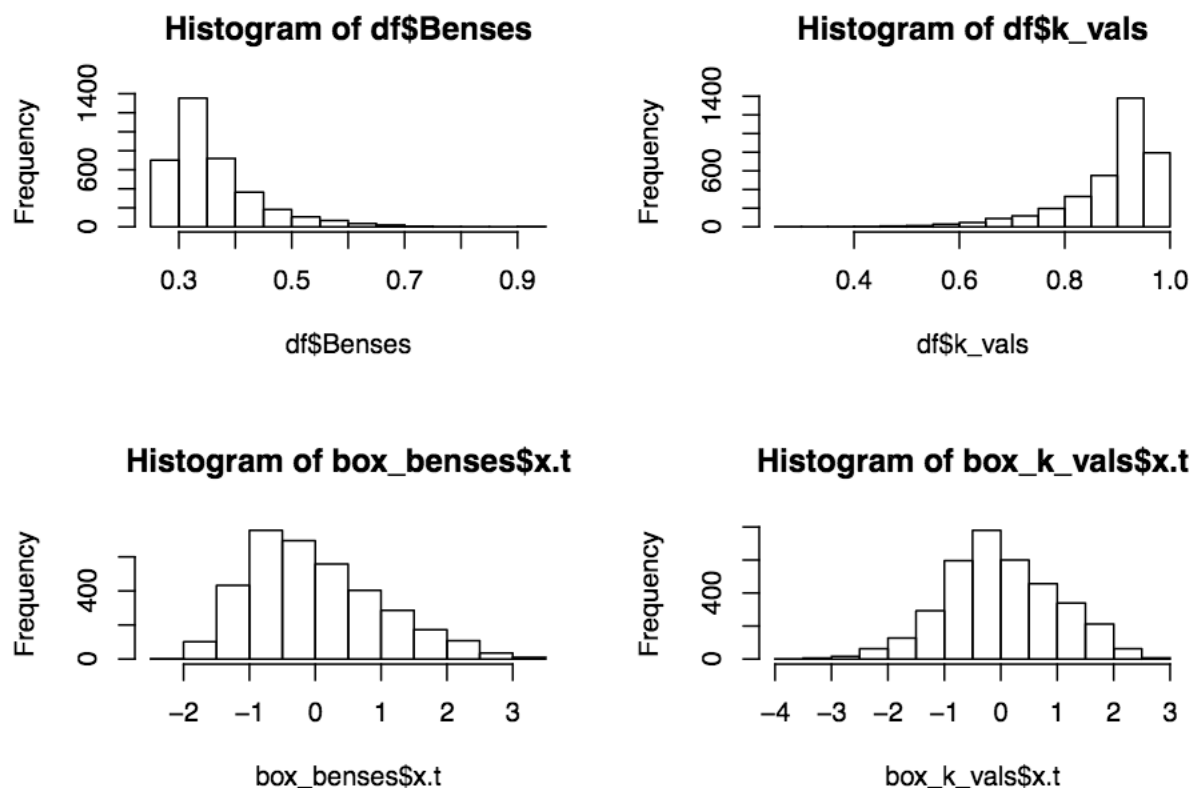 Histogram of df$Benses
Frequency
1400
600
0
0.3 0.5 0.7 0.9
df$Benses
Histogram of df$k_vals
Frequency
1400
600
0
0.4 0.6 0.8 1.0
df$k_vals
Histogram of box_benses$x.t
Frequency
400
0
−2 −1 0 1 2 3
box_benses$x.t
Histogram of box_k_vals$x.t
Frequency
400
0
−4 −3 −2 −1 0 1 2 3
box_k_vals$x.t